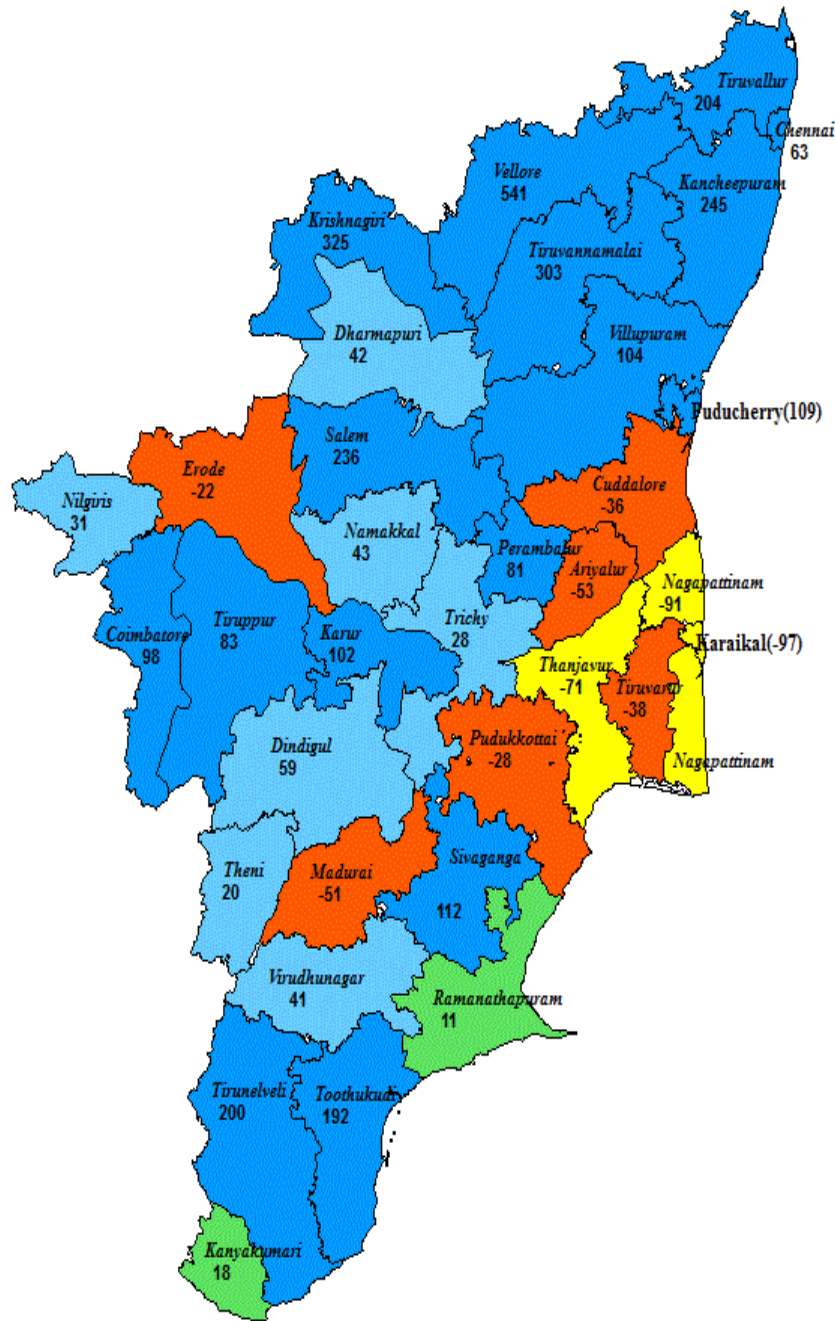 Tiruvallur
204
Chennai
63
Vellore
541
Kancheepuram
245
Krishnagiri
325
Tiruvannamalai
303
Dharmapuri
42
Villupuram
104
Puducherry(109)
Salem
236
Erode
-22
Cuddalore
-36
Nilgiris
31
Namakkal
43
Perambalur
81
Ariyalur
-53
Nagapattinam
-91
Coimbatore
98
Tiruppur
83
Karur
102
Trichy
28
Karaikal(-97)
Thanjavur
-71
Tiruvarur
-38
Dindigul
59
Pudukkottai
-28
Nagapattinam
Theni
20
Madurai
-51
Sivaganga
112
Virudhunagar
41
Ramanathapuram
11
Tirunelveli
200
Toothukudi
192
Kanyakumari
18